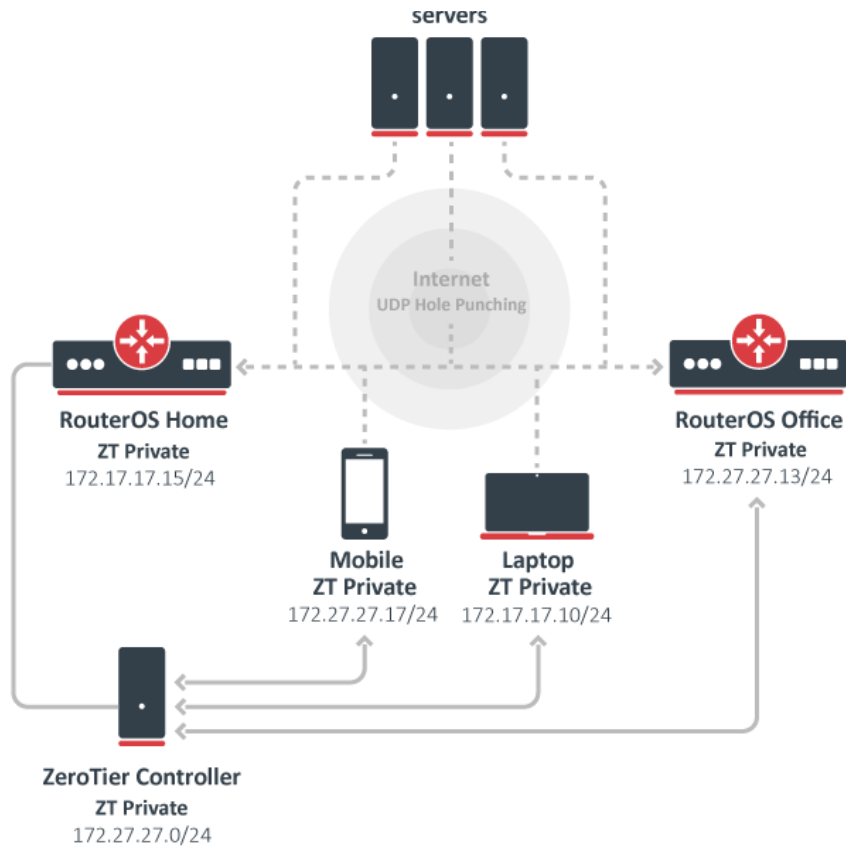 servers
Internet
UDP Hole Punching
RouterOS Home
ZT Private
172.17.17.15/24
RouterOS Office
ZT Private
172.27.27.13/24
Mobile
ZT Private
172.27.27.17/24
Laptop
ZT Private
172.17.17.10/24
ZeroTier Controller
ZT Private
172.27.27.0/24